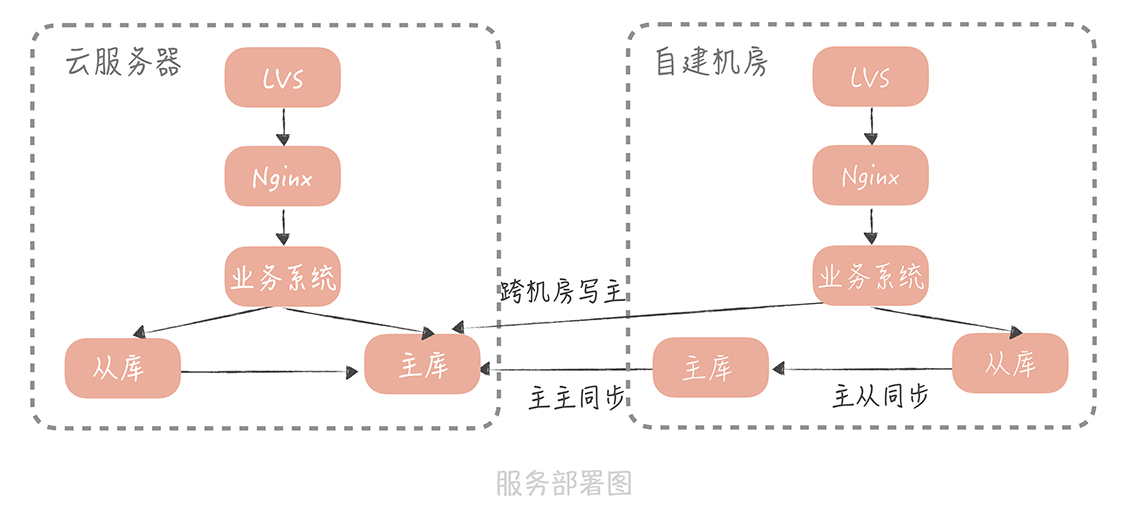 云服务器
LVS
Nginx
业务系统
从库
主库
跨机房写主
主主同步
自建机房
LVS
Nginx
业务系统
主库
从库
主从同步
服务部署图